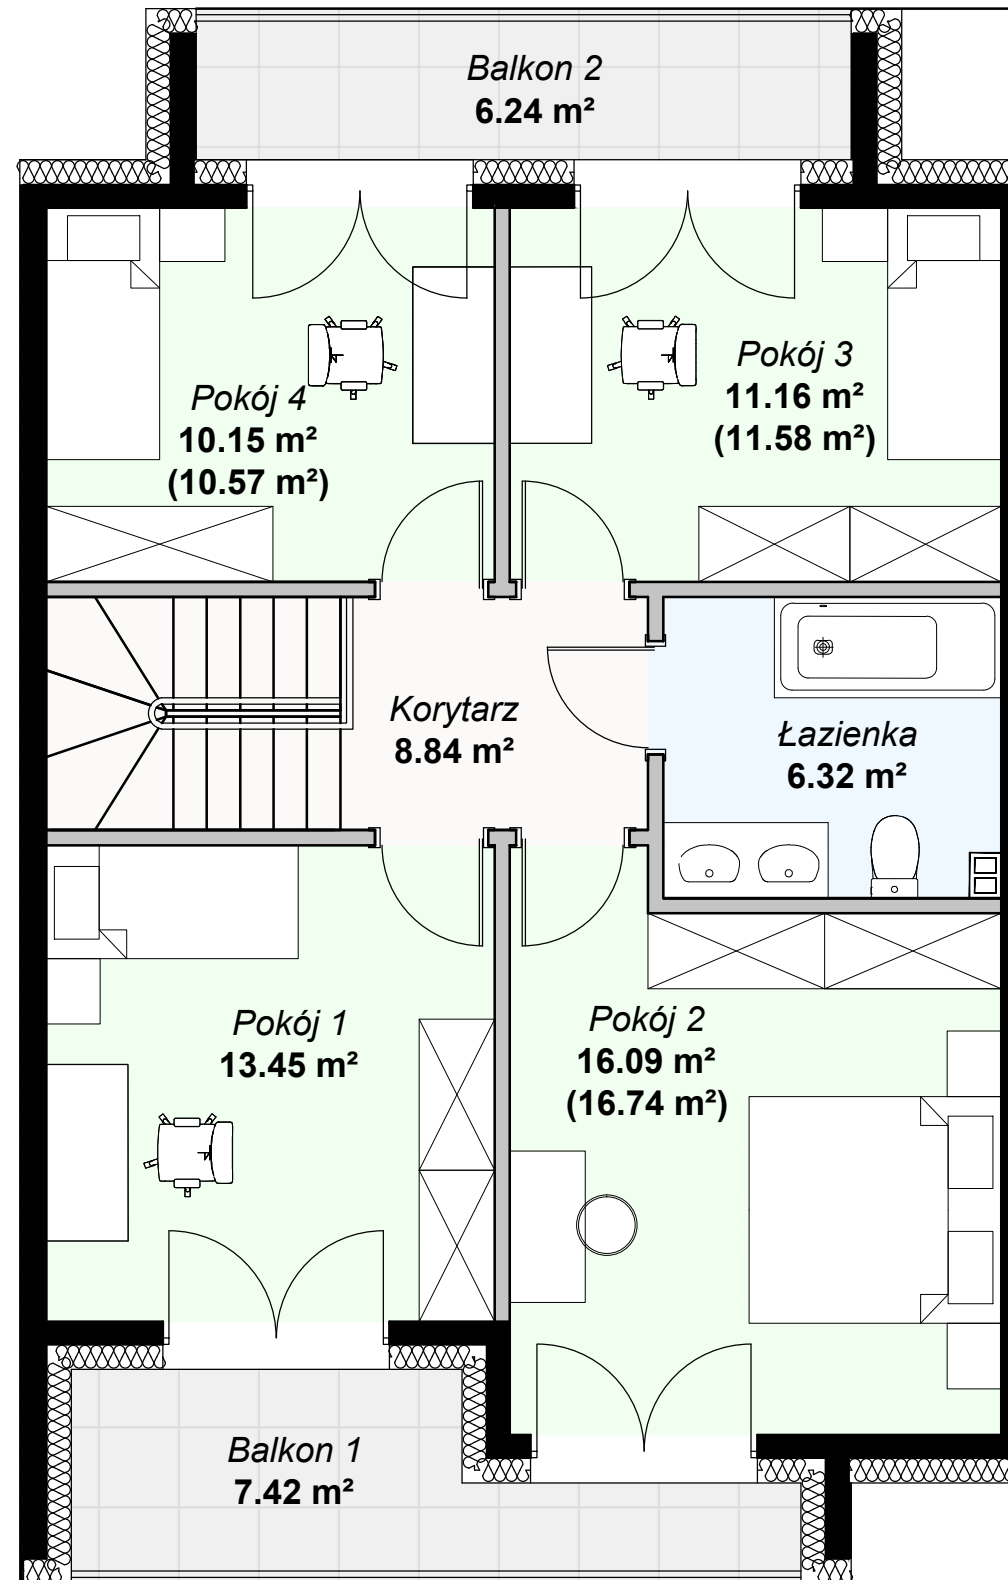 Balkon 2
6.24 m²
Pokój 4
10.15 m²
(10.57 m²)
Pokój 3
11.16 m²
(11.58 m²)
Korytarz
8.84 m²
Łazienka
6.32 m²
Pokój 1
13.45 m²
Pokój 2
16.09 m²
(16.74 m²)
Balkon 1
7.42 m²